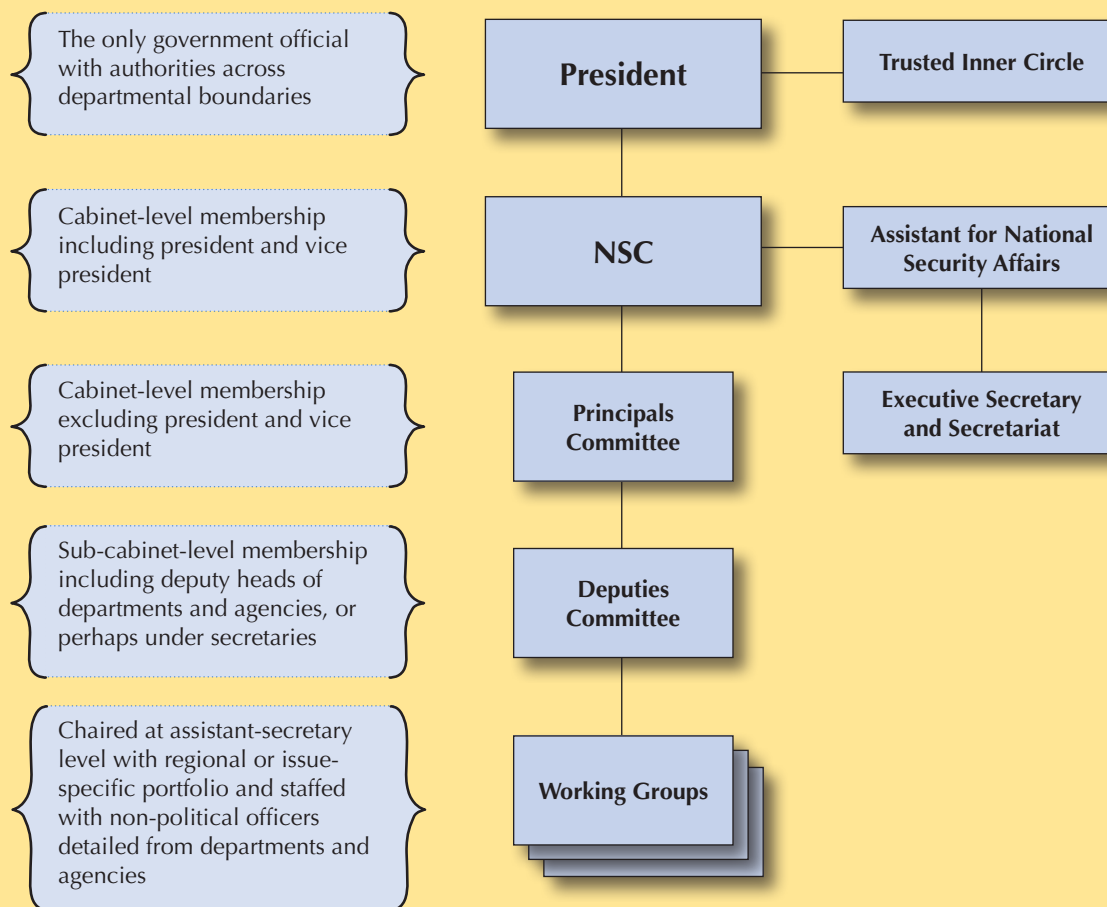 The only government official
with authorities across
departmental boundaries
President
Trusted Inner Circle
Cabinet-level membership
including president and vice
president
NSC
Assistant for National
Security Affairs
Cabinet-level membership
excluding president and vice
president
Principals
Committee
Executive Secretary
and Secretariat
Sub-cabinet-level membership
including deputy heads of
departments and agencies, or
perhaps under secretaries
Deputies
Committee
Chaired at assistant-secretary
level with regional or issue-
specific portfolio and staffed
with non-political officers
detailed from departments and
agencies
Working Groups